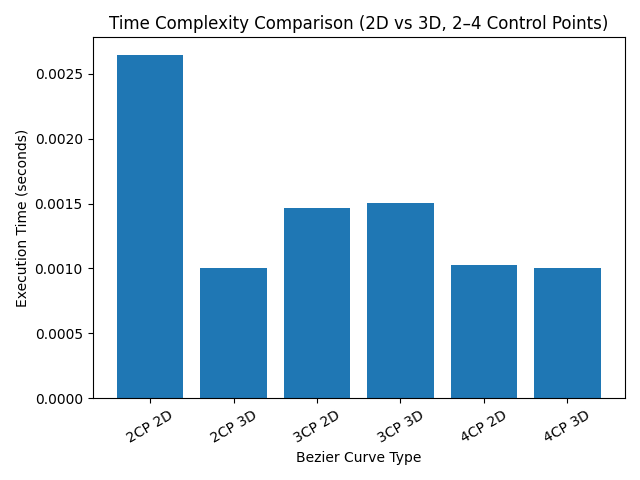 Time Complexity Comparison (2D vs 3D, 2–4 Control Points)
Execution Time (seconds)
0.0025
0.0020
0.0015
0.0010
0.0005
0.0000
2CP 2D
2CP 3D
3CP 2D
3CP 3D
4CP 2D
4CP 3D
Bezier Curve Type